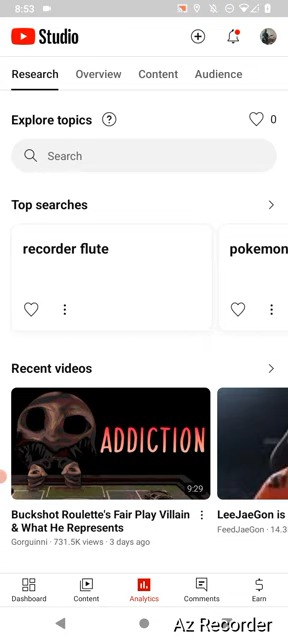 8:53
Studio
Research Overview Content Audience
Explore topics ? 0
Search
Top searches
recorder flute
pokemon
Recent videos
ADDICTION
9:29
Buckshot Roulette's Fair Play Villain & What He Represents
Gorguinni · 731.5K views · 3 days ago
LeeJaeGon is
FeedJaeGon · 14.3
Dashboard Content Analytics Comments Earn
Az Recorder